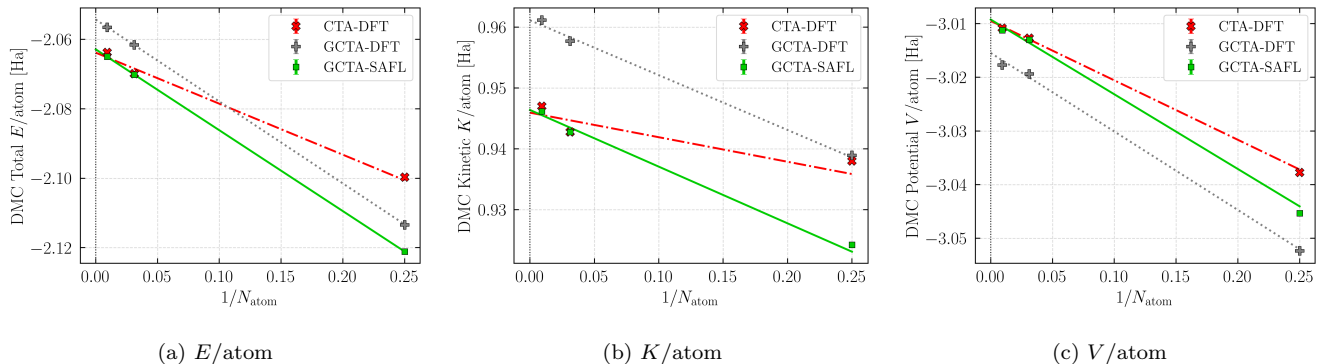 DMC Total E/atom [Ha]
−2.06
−2.08
−2.10
−2.12
0.00 0.05 0.10 0.15 0.20 0.25
1/N_atom
CTA-DFT
GCTA-DFT
GCTA-SAFL
(a) E/atom
DMC Kinetic K/atom [Ha]
0.96
0.95
0.94
0.93
0.00 0.05 0.10 0.15 0.20 0.25
1/N_atom
CTA-DFT
GCTA-DFT
GCTA-SAFL
(b) K/atom
DMC Potential V/atom [Ha]
−3.01
−3.02
−3.03
−3.04
−3.05
0.00 0.05 0.10 0.15 0.20 0.25
1/N_atom
CTA-DFT
GCTA-DFT
GCTA-SAFL
(c) V/atom